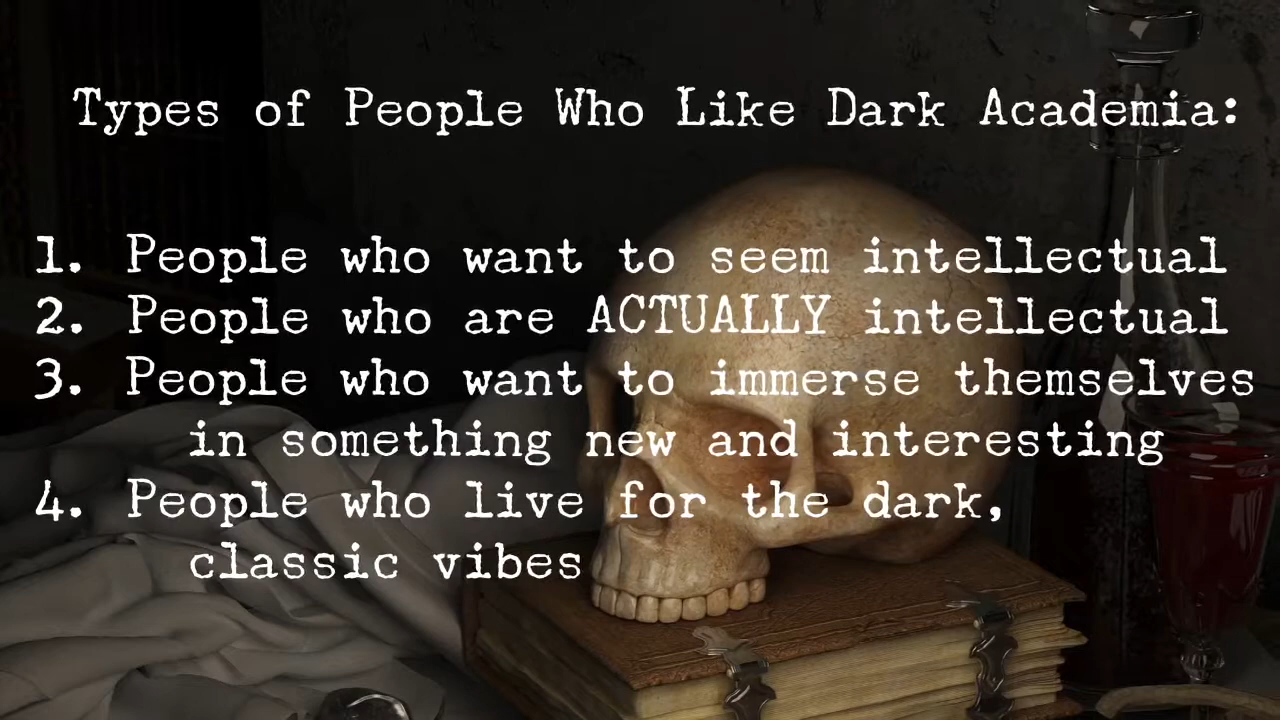 Types of People Who Like Dark Academia:
1. People who want to seem intellectual
2. People who are ACTUALLY intellectual
3. People who want to immerse themselves
in something new and interesting
4. People who live for the dark,
classic vibes